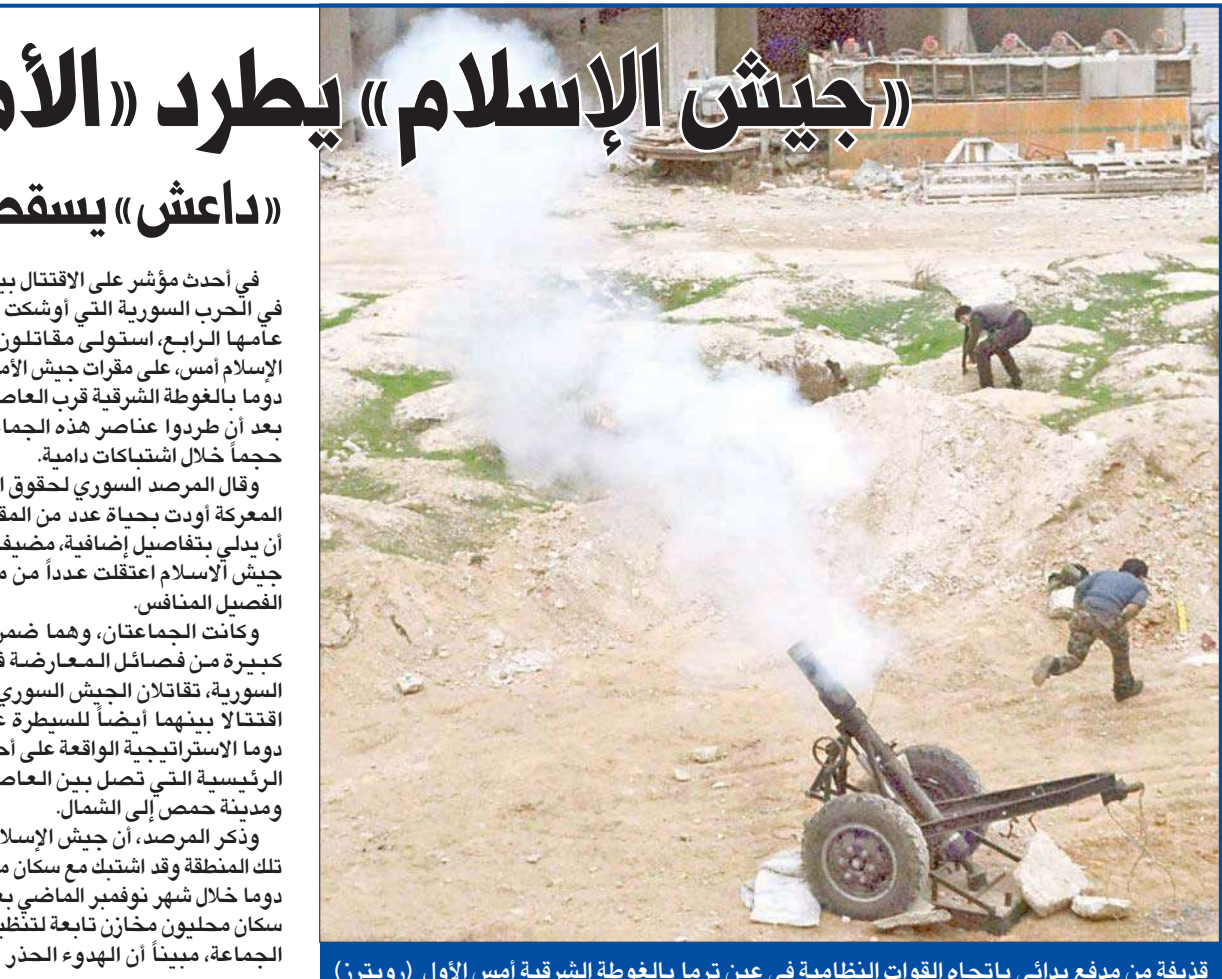 «جيش الإسلام» يطرد «الأم
«داعش» يسقط
في أحدث مؤشر على الاقتتال بي
في الحرب السورية التي أوشكت
عامها الرابع، استولى مقاتلون
الإسلام أمس، على مقرات جيش الأم
دوما بالغوطة الشرقية قرب العاص
بعد أن طردوا عناصر هذه الجما
حجماً خلال اشتباكات دامية.
وقال المرصد السوري لحقوق ا
المعركة أودت بحياة عدد من المق
أن يدلي بتفاصيل إضافية، مضيف
جيش الاسلام اعتقلت عدداً من م
الفصيل المنافس.
وكانت الجماعتان، وهما ضمن
كبيرة من فصائل المعارضة ف
السورية، تقاتلان الجيش السوري
اقتتالا بينهما أيضاً للسيطرة ع
دوما الاستراتيجية الواقعة على أح
الرئيسية التي تصل بين العاص
ومدينة حمص إلى الشمال.
وذكر المرصد، أن جيش الإسلا
تلك المنطقة وقد اشتبك مع سكان م
دوما خلال شهر نوفمبر الماضي بع
سكان محليون مخازن تابعة لتنظي
الجماعة، مبيناً أن الهدوء الحذر
قذيفة من مدفع بدائي باتجاه القوات النظامية في عين ترما بالغوطة الشرقية أمس الأول (رويترز)